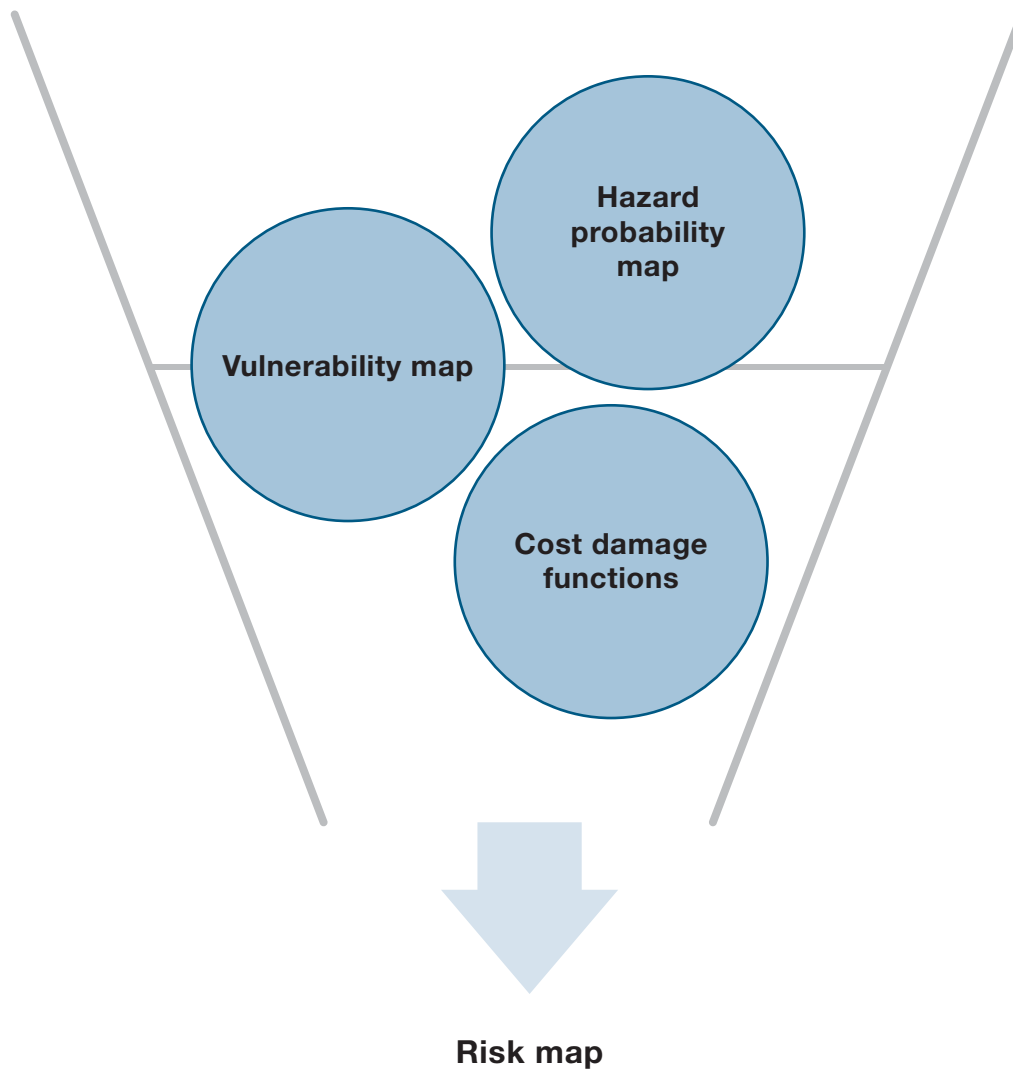 Hazard
probability
map
Vulnerability map
Cost damage
functions
Risk map